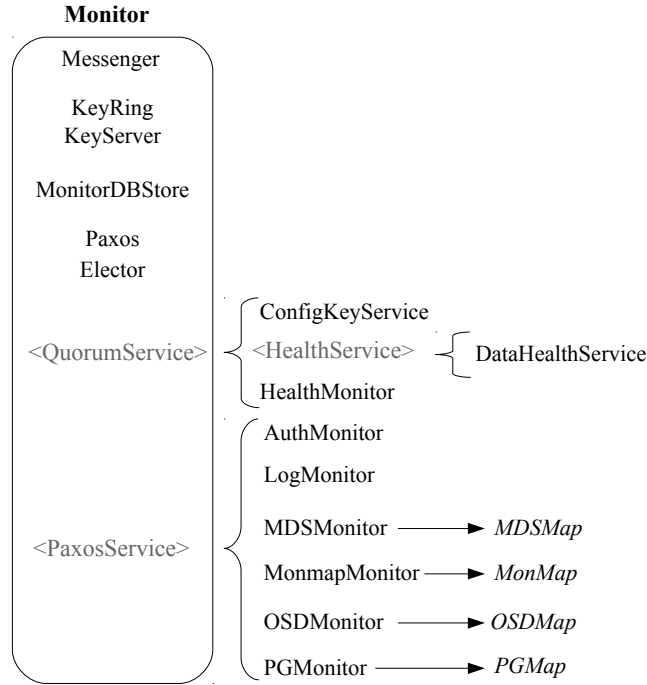 Monitor
Messenger
KeyRing
KeyServer
MonitorDBStore
Paxos
Elector
<QuorumService>
ConfigKeyService
<HealthService>
DataHealthService
HealthMonitor
<PaxosService>
AuthMonitor
LogMonitor
MDSMonitor MDSMap
MonmapMonitor MonMap
OSDMonitor OSDMap
PGMonitor PGMap